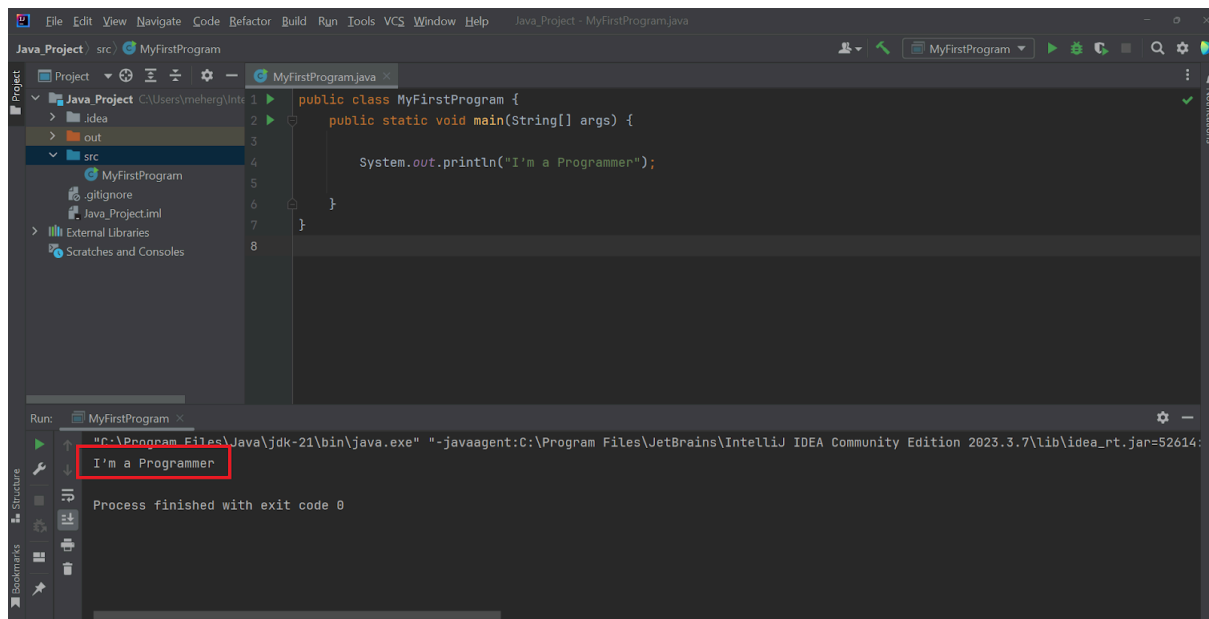 File Edit View Navigate Code Refactor Build Run Tools VCS Window Help Java_Project - MyFirstProgram.java
Java_Project src MyFirstProgram MyFirstProgram
Project MyFirstProgram.java
Project
Java_Project C:\Users\meherg\Inte
.idea
out
src
MyFirstProgram
.gitignore
Java_Project.iml
External Libraries
Scratches and Consoles
1 public class MyFirstProgram {
2 public static void main(String[] args) {
3
4 System.out.println("I'm a Programmer");
5
6 }
7 }
8
Run: MyFirstProgram
"C:\Program Files\Java\jdk-21\bin\java.exe" "-javaagent:C:\Program Files\JetBrains\IntelliJ IDEA Community Edition 2023.3.7\lib\idea_rt.jar=52614:
I'm a Programmer
Process finished with exit code 0
Structure
Bookmarks